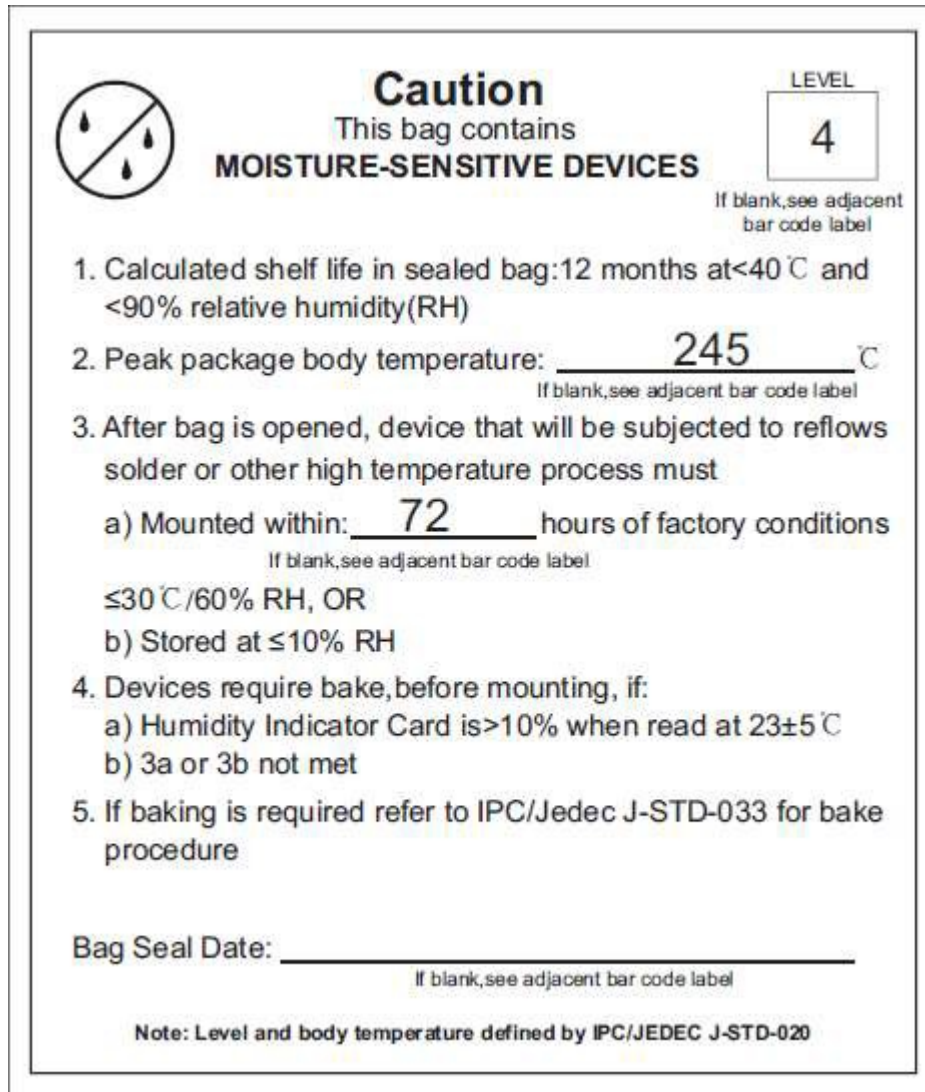 Caution
LEVEL
This bag contains
4
MOISTURE-SENSITIVE DEVICES
If blank,see adjacent
bar code label
1. Calculated shelf life in sealed bag:12 months at<40℃ and
<90% relative humidity(RH)
2. Peak package body temperature: 245 ℃
If blank,see adjacent bar code label
3. After bag is opened, device that will be subjected to reflows
solder or other high temperature process must
a) Mounted within: 72 hours of factory conditions
If blank,see adjacent bar code label
≤30℃/60% RH, OR
b) Stored at ≤10% RH
4. Devices require bake,before mounting, if:
a) Humidity Indicator Card is>10% when read at 23±5℃
b) 3a or 3b not met
5. If baking is required refer to IPC/Jedec J-STD-033 for bake
procedure
Bag Seal Date:
If blank,see adjacent bar code label
Note: Level and body temperature defined by IPC/JEDEC J-STD-020